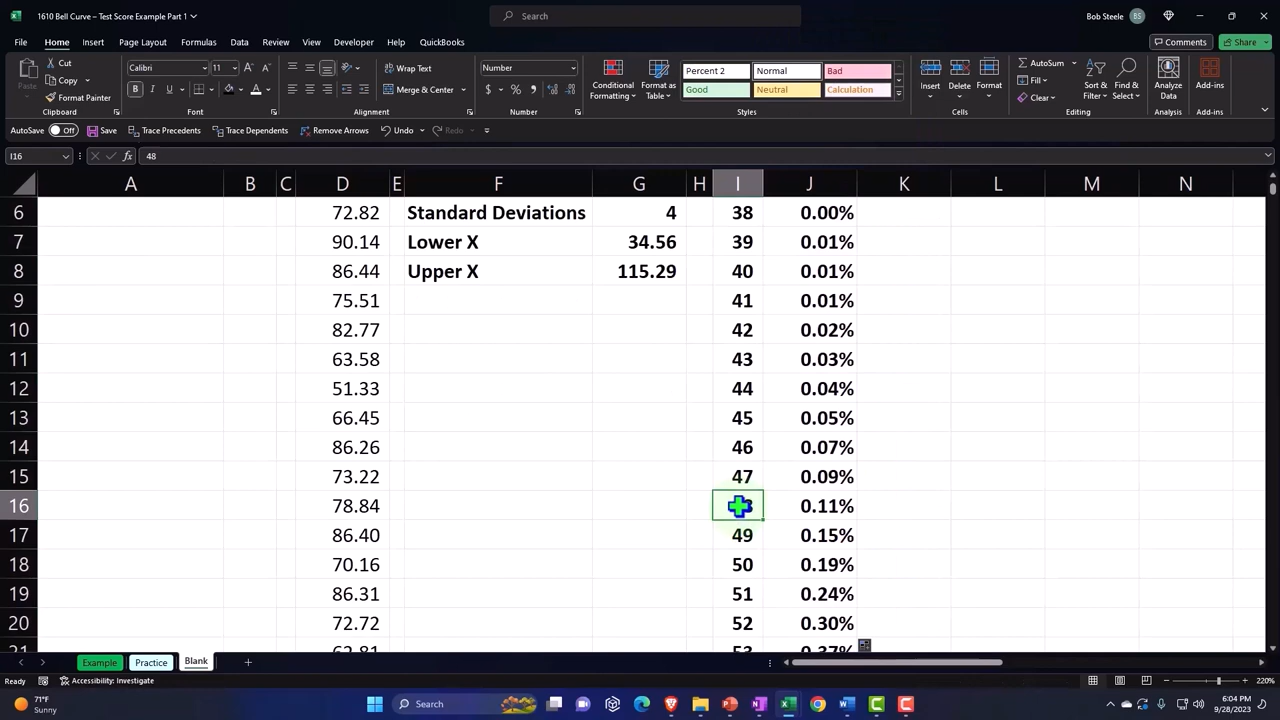 1610 Bell Curve – Test Score Example Part 1
Search
Bob Steele
BS
File Home Insert Page Layout Formulas Data Review View Developer Automate Help QuickBooks
Comments
Share
Cut
Copy
Format Painter
Paste
Clipboard
Calibri
11
Font
Wrap Text
Merge & Center
Alignment
Number
Number
Conditional Formatting
Format as Table
Percent 2
Normal
Bad
Good
Neutral
Calculation
Styles
Insert
Delete
Format
Cells
AutoSum
Fill
Clear
Sort & Filter
Find & Select
Editing
Analyze Data
Analysis
Add-ins
Add-ins
AutoSave Off Save Trace Precedents Trace Dependents Remove Arrows Undo Redo
I16
fx
48
A B C D E F G H I J K L M N
6 72.82 Standard Deviations 4 38 0.00%
7 90.14 Lower X 34.56 39 0.01%
8 86.44 Upper X 115.29 40 0.01%
9 75.51 41 0.01%
10 82.77 42 0.02%
11 63.58 43 0.03%
12 51.33 44 0.04%
13 66.45 45 0.05%
14 86.26 46 0.07%
15 73.22 47 0.09%
16 78.84 0.11%
17 86.40 49 0.15%
18 70.16 50 0.19%
19 86.31 51 0.24%
20 72.72 52 0.30%
Example Practice Blank
Ready
Accessibility: Investigate
220%
71°F
Sunny
Search
6:04 PM
9/28/2023